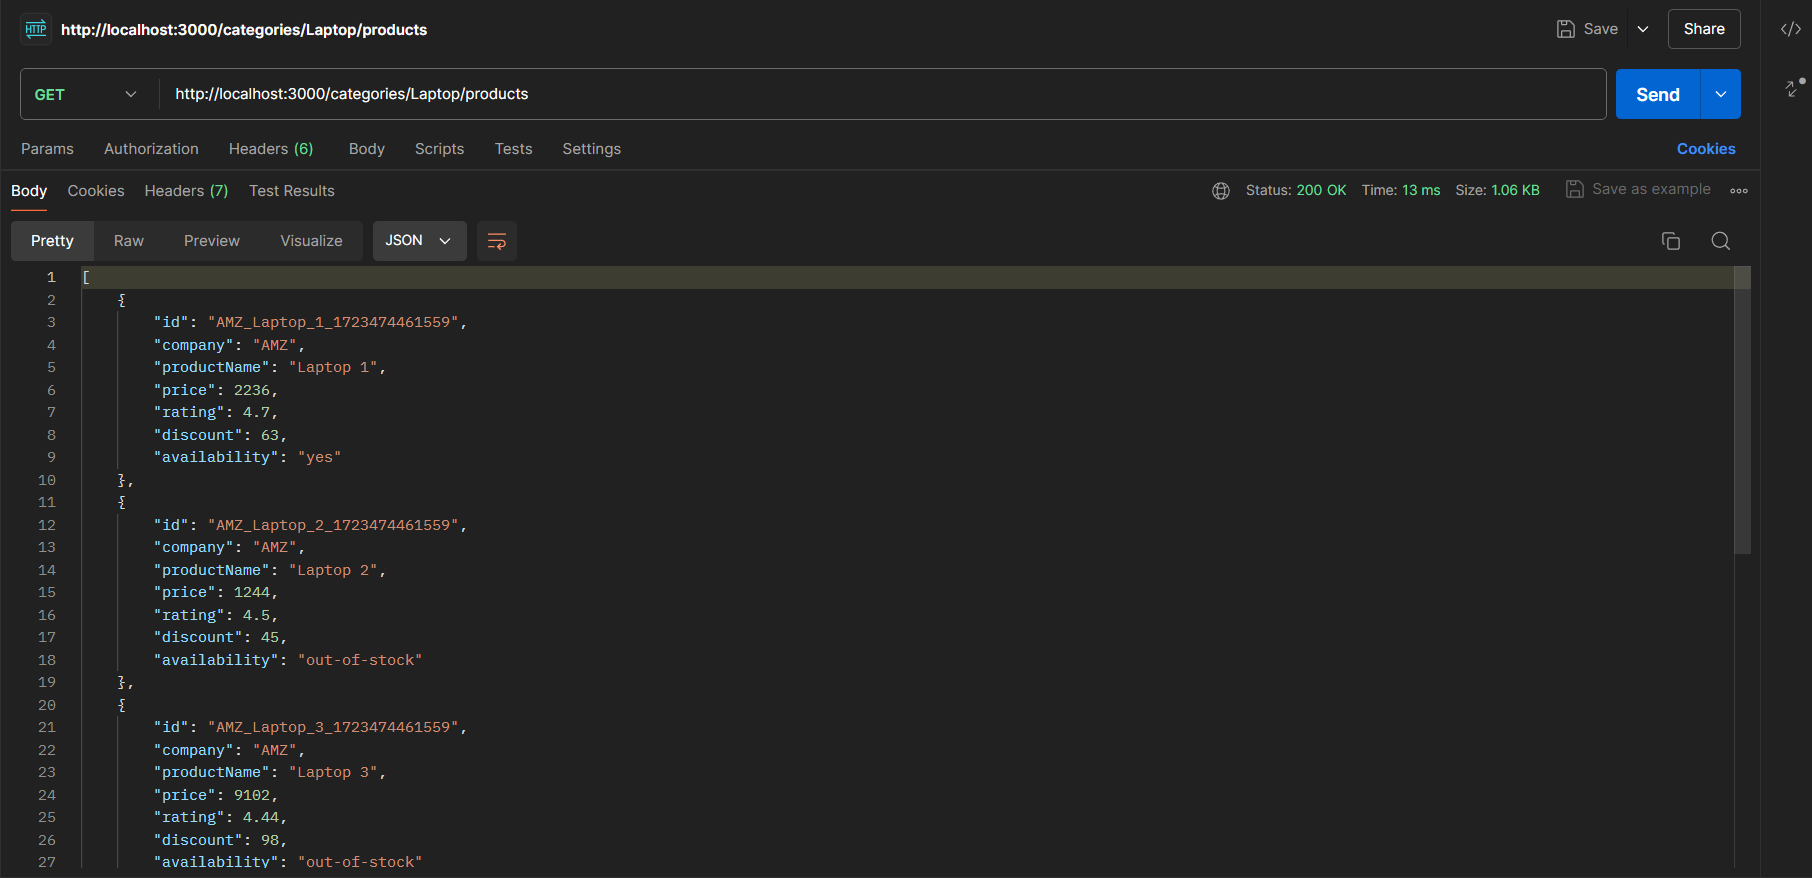 HTTP http://localhost:3000/categories/Laptop/products Save Share
GET http://localhost:3000/categories/Laptop/products Send
Params Authorization Headers (6) Body Scripts Tests Settings Cookies
Body Cookies Headers (7) Test Results Status: 200 OK Time: 13 ms Size: 1.06 KB Save as example
Pretty Raw Preview Visualize JSON
1 [
2 {
3 "id": "AMZ_Laptop_1_1723474461559",
4 "company": "AMZ",
5 "productName": "Laptop 1",
6 "price": 2236,
7 "rating": 4.7,
8 "discount": 63,
9 "availability": "yes"
10 },
11 {
12 "id": "AMZ_Laptop_2_1723474461559",
13 "company": "AMZ",
14 "productName": "Laptop 2",
15 "price": 1244,
16 "rating": 4.5,
17 "discount": 45,
18 "availability": "out-of-stock"
19 },
20 {
21 "id": "AMZ_Laptop_3_1723474461559",
22 "company": "AMZ",
23 "productName": "Laptop 3",
24 "price": 9102,
25 "rating": 4.44,
26 "discount": 98,
27 "availability": "out-of-stock"